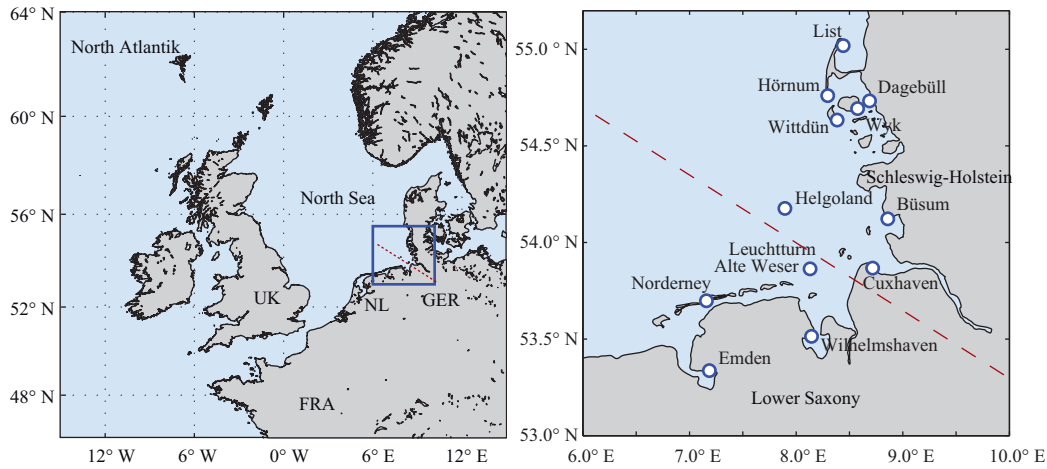 64° N
60° N
56° N
52° N
48° N
12° W
6° W
0° W
6° E
12° E
North Atlantik
North Sea
UK
NL
GER
FRA
55.0° N
54.5° N
54.0° N
53.5° N
53.0° N
6.0° E
7.0° E
8.0° E
9.0° E
10.0° E
List
Hörnum
Dagebüll
Wittdün
Wyk
Schleswig-Holstein
Helgoland
Büsum
Leuchtturm
Alte Weser
Norderney
Cuxhaven
Wilhelmshaven
Emden
Lower Saxony